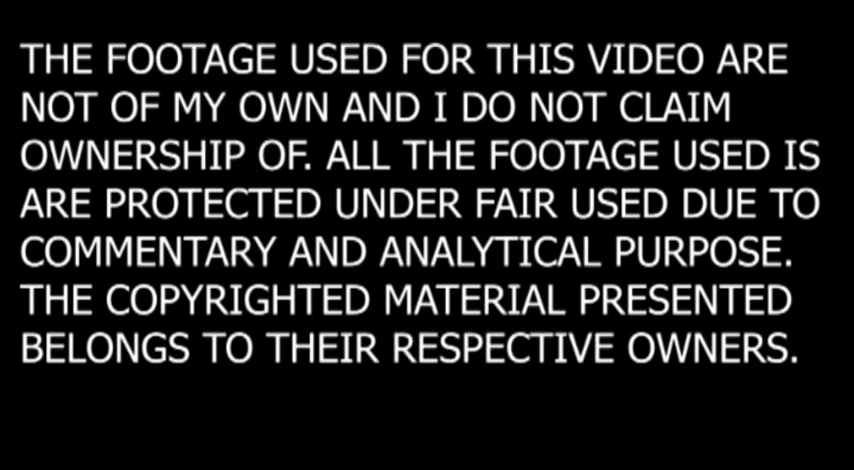 THE FOOTAGE USED FOR THIS VIDEO ARE
NOT OF MY OWN AND I DO NOT CLAIM
OWNERSHIP OF. ALL THE FOOTAGE USED IS
ARE PROTECTED UNDER FAIR USED DUE TO
COMMENTARY AND ANALYTICAL PURPOSE.
THE COPYRIGHTED MATERIAL PRESENTED
BELONGS TO THEIR RESPECTIVE OWNERS.